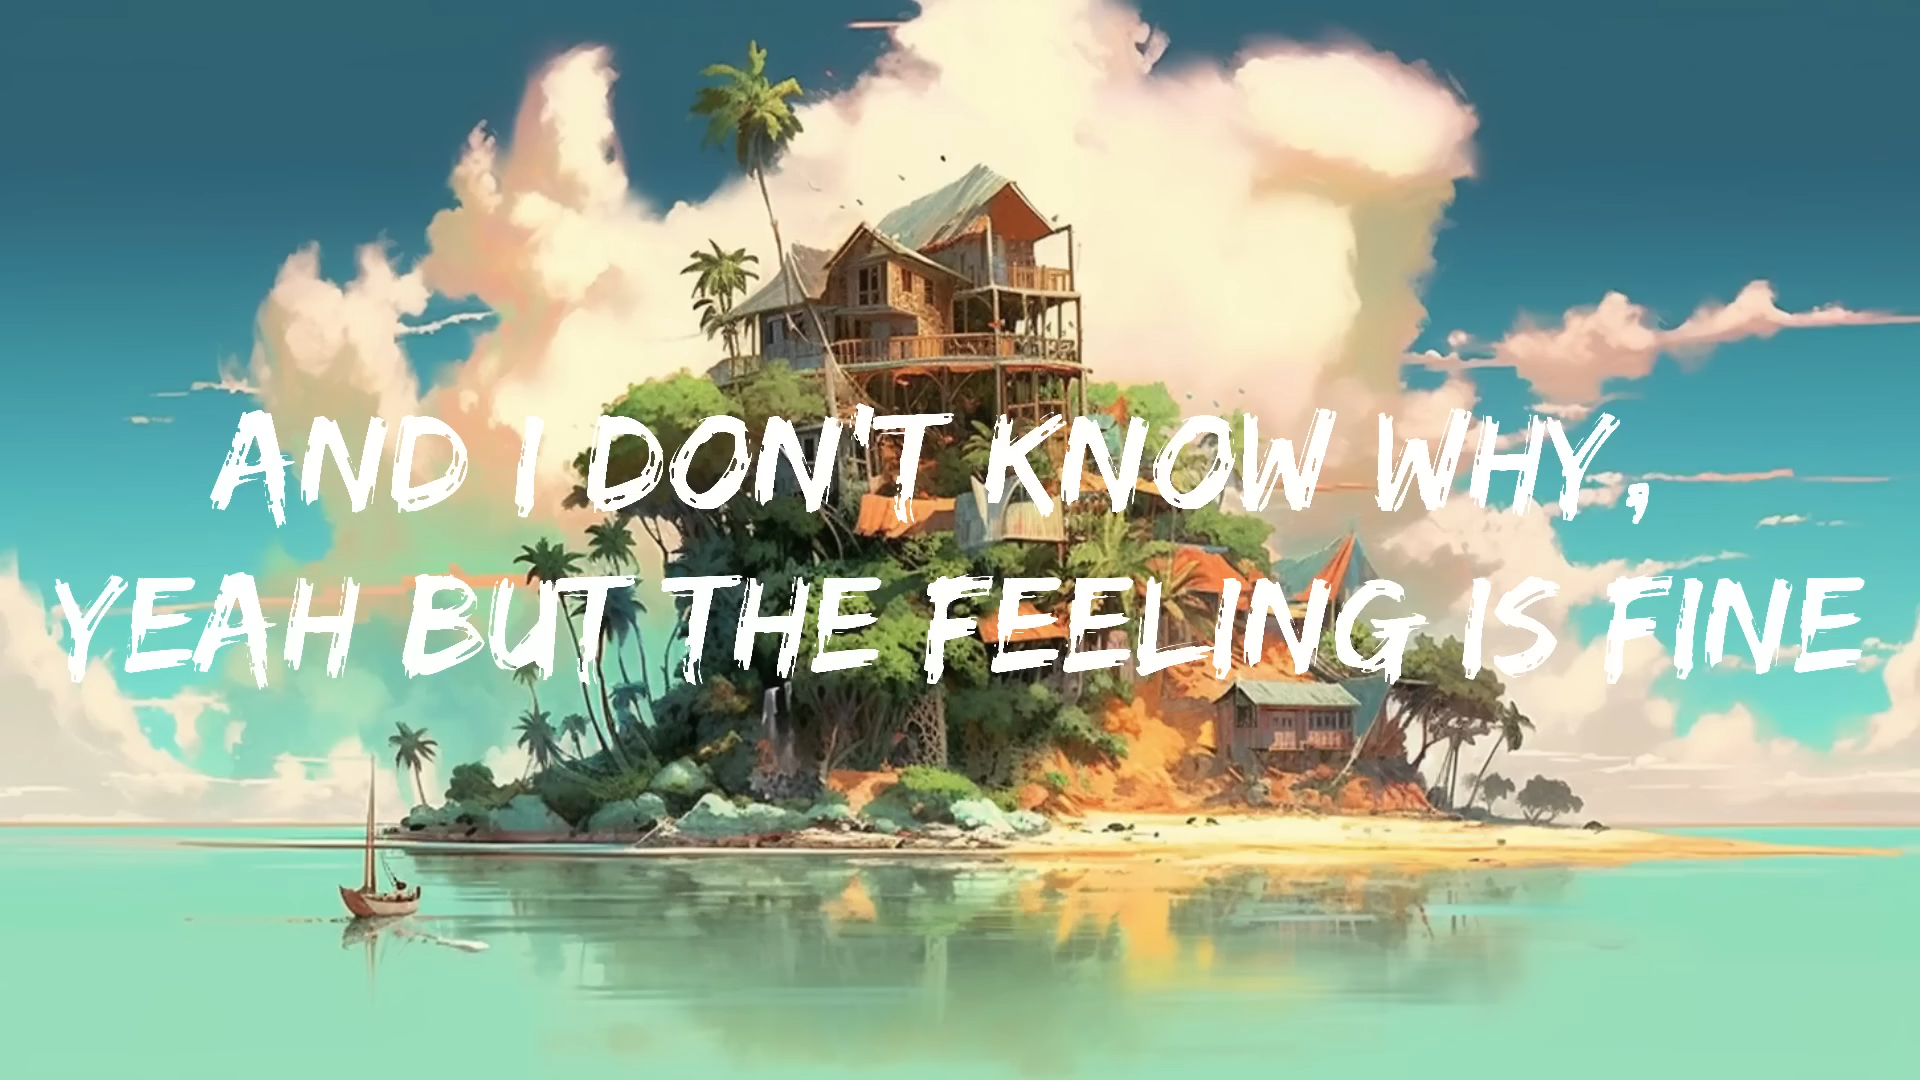 AND I DON'T KNOW WHY,
YEAH BUT THE FEELING IS FINE